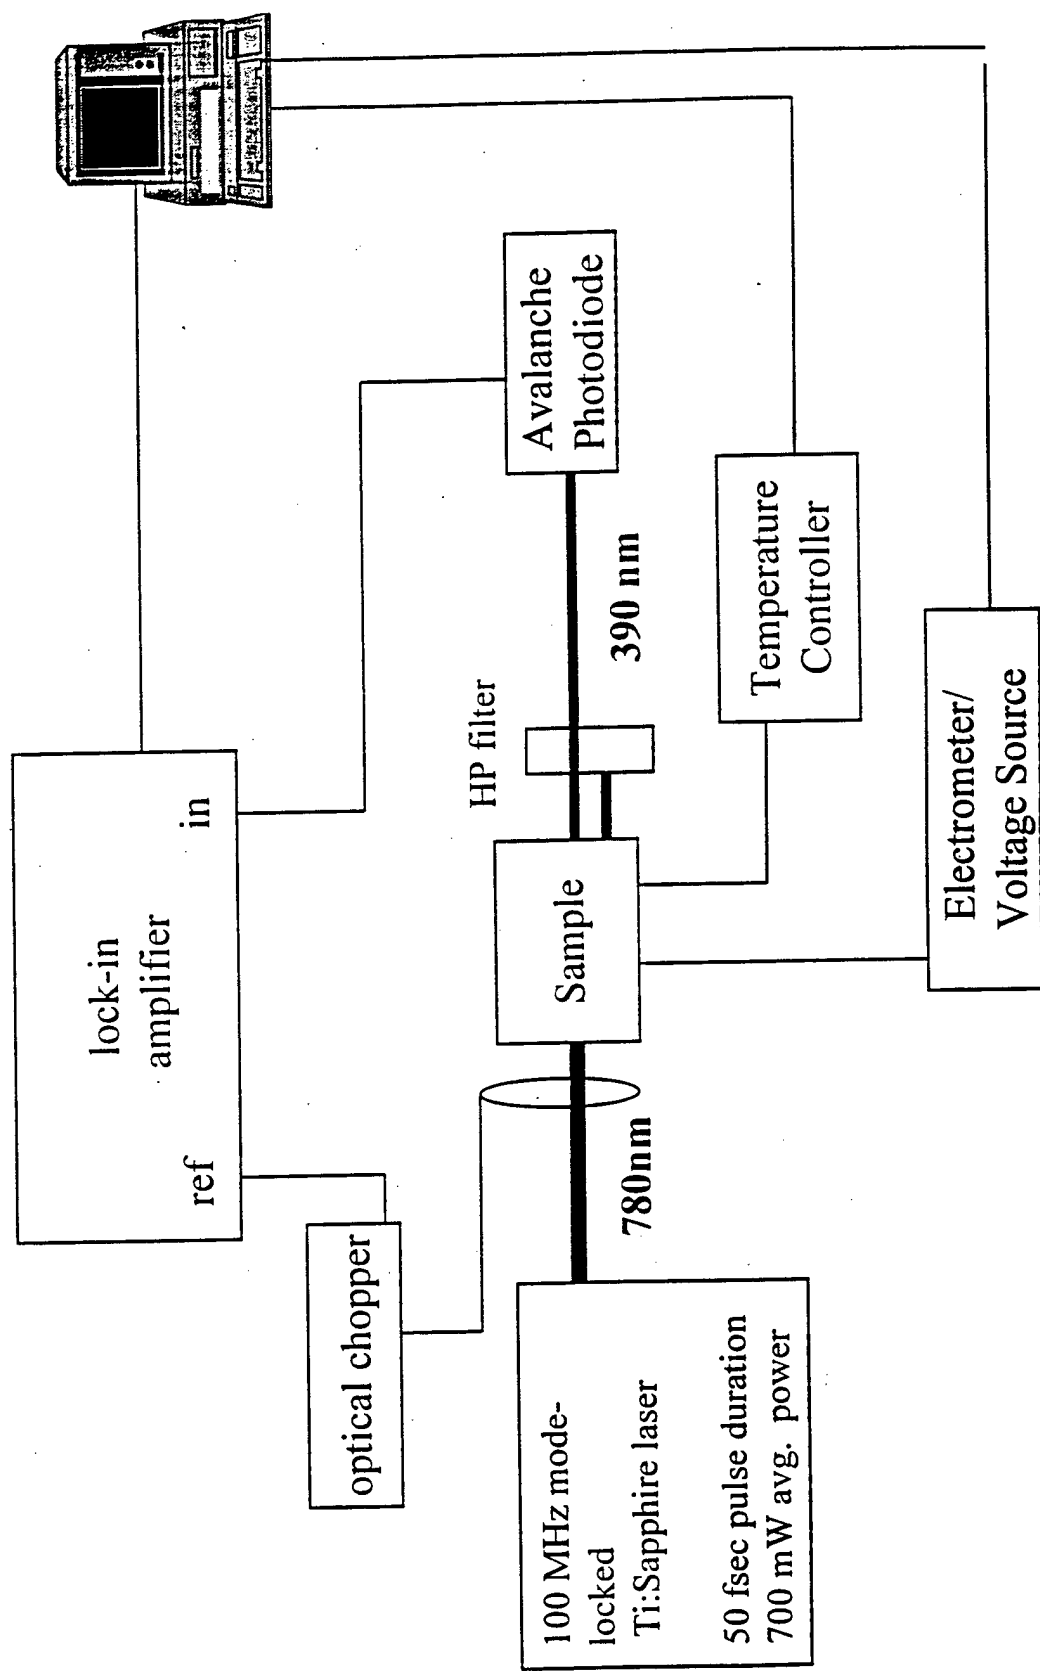 lock-in
amplifier
ref
in
optical chopper
100 MHz mode-
locked
Ti:Sapphire laser
50 fsec pulse duration
700 mW avg. power
780nm
Sample
HP filter
390 nm
Avalanche
Photodiode
Temperature
Controller
Electrometer/
Voltage Source